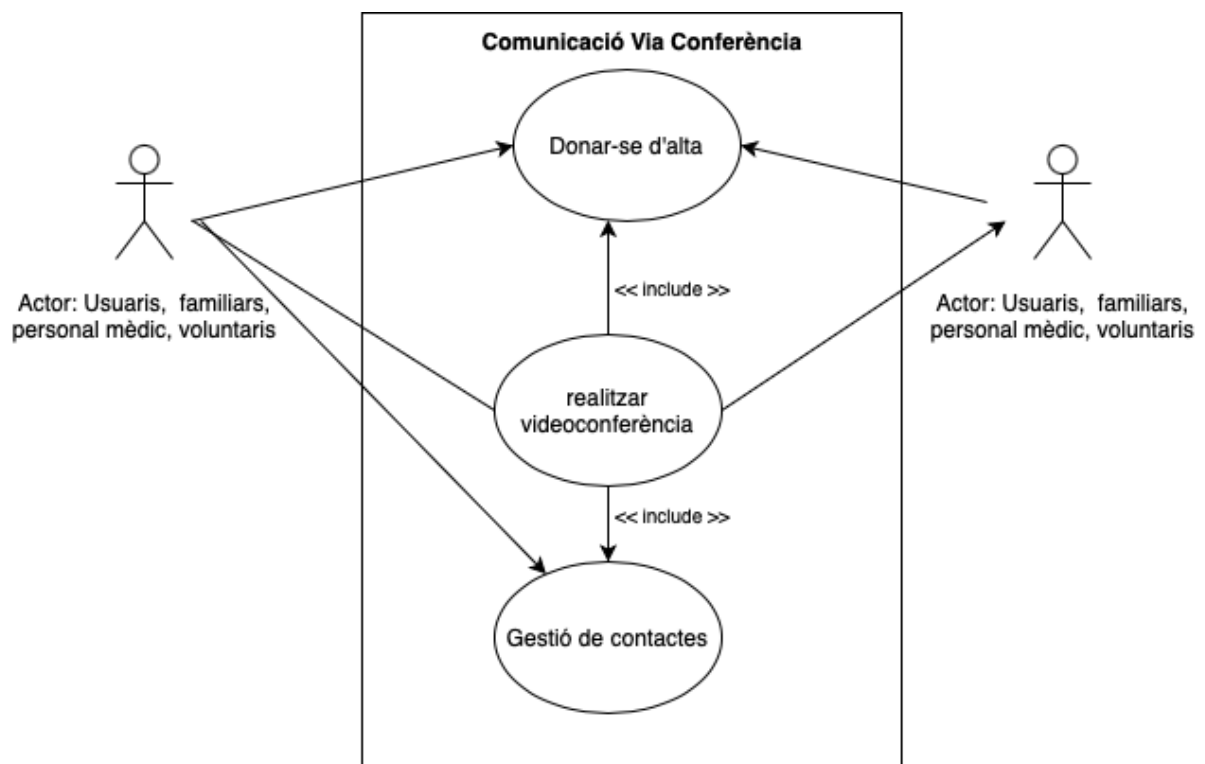 Comunicació Via Conferència
Donar-se d'alta
Actor: Usuaris, familiars,
personal mèdic, voluntaris
Actor: Usuaris, familiars,
personal mèdic, voluntaris
<< include >>
realitzar
videoconferència
<< include >>
Gestió de contactes